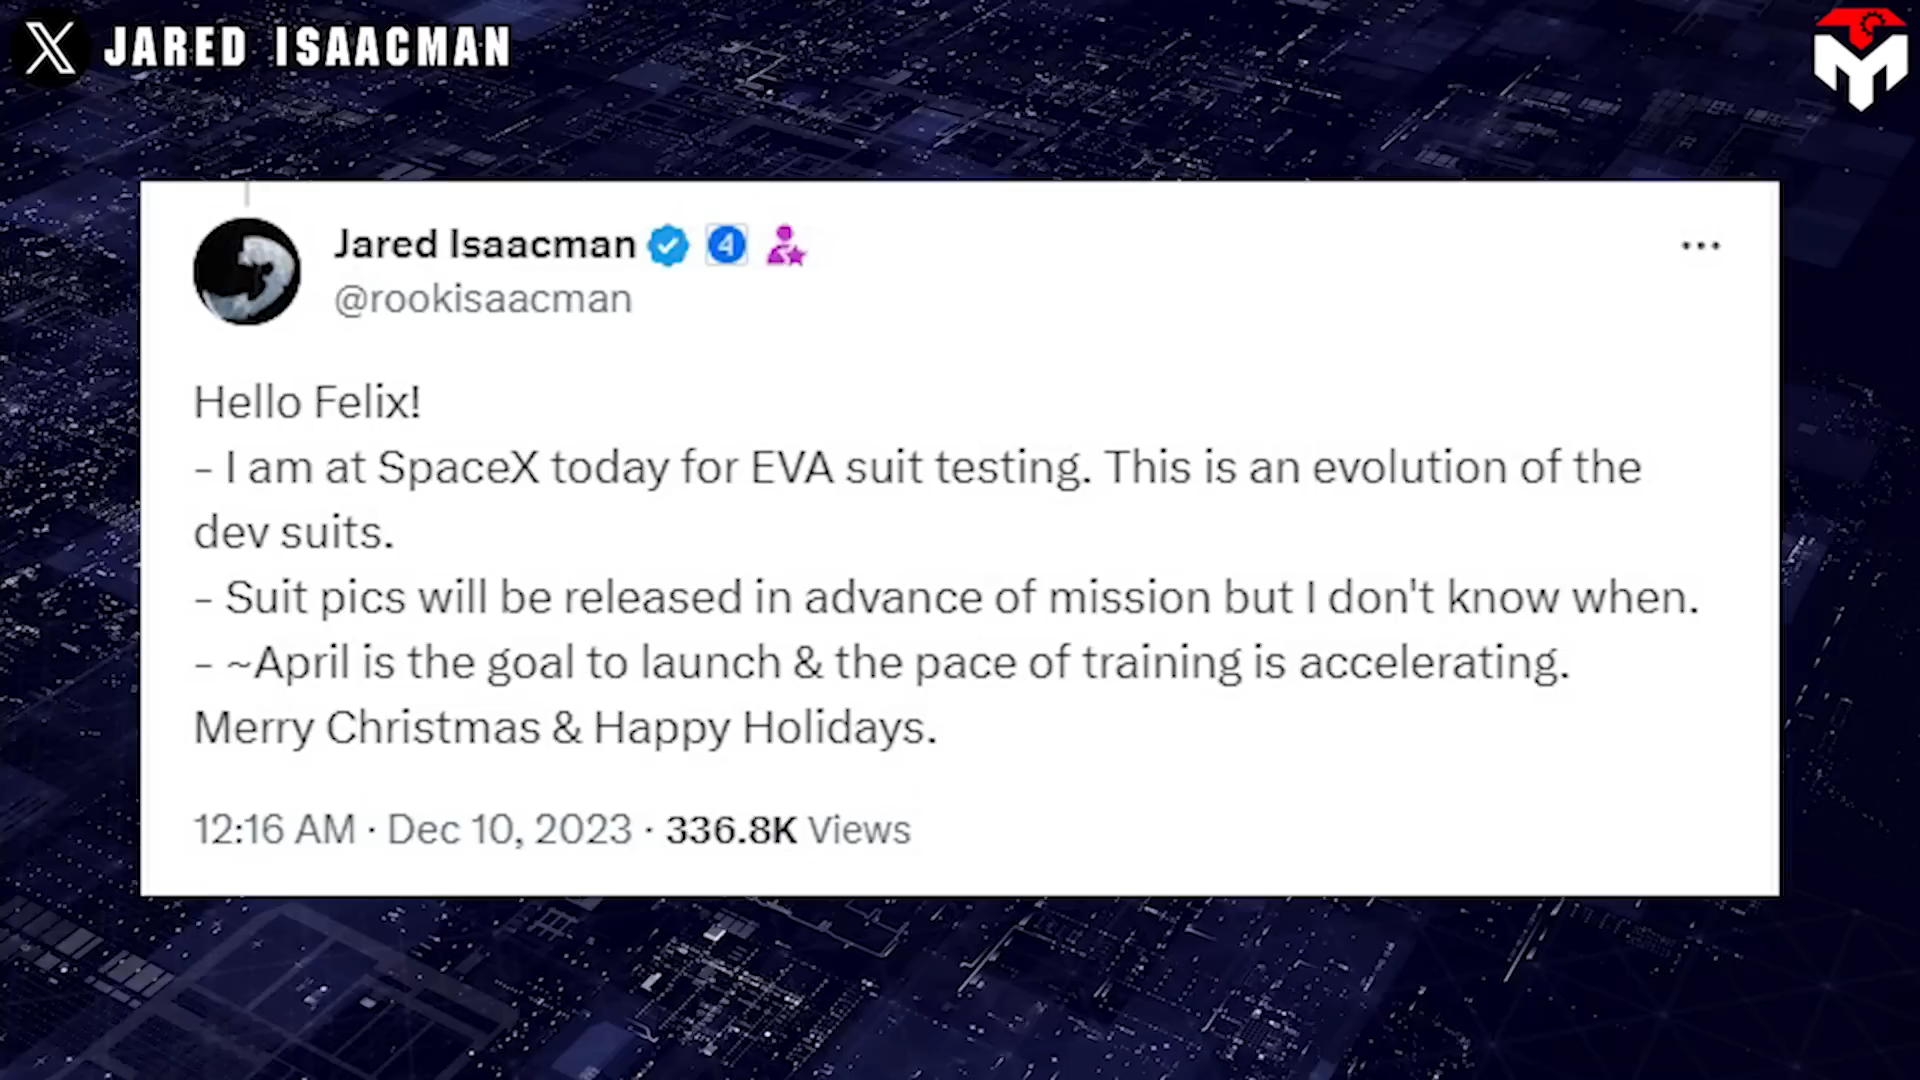 JARED ISAACMAN
Jared Isaacman
@rookisaacman
Hello Felix!
- I am at SpaceX today for EVA suit testing. This is an evolution of the
dev suits.
- Suit pics will be released in advance of mission but I don't know when.
- ~April is the goal to launch & the pace of training is accelerating.
Merry Christmas & Happy Holidays.
12:16 AM · Dec 10, 2023 · 336.8K Views